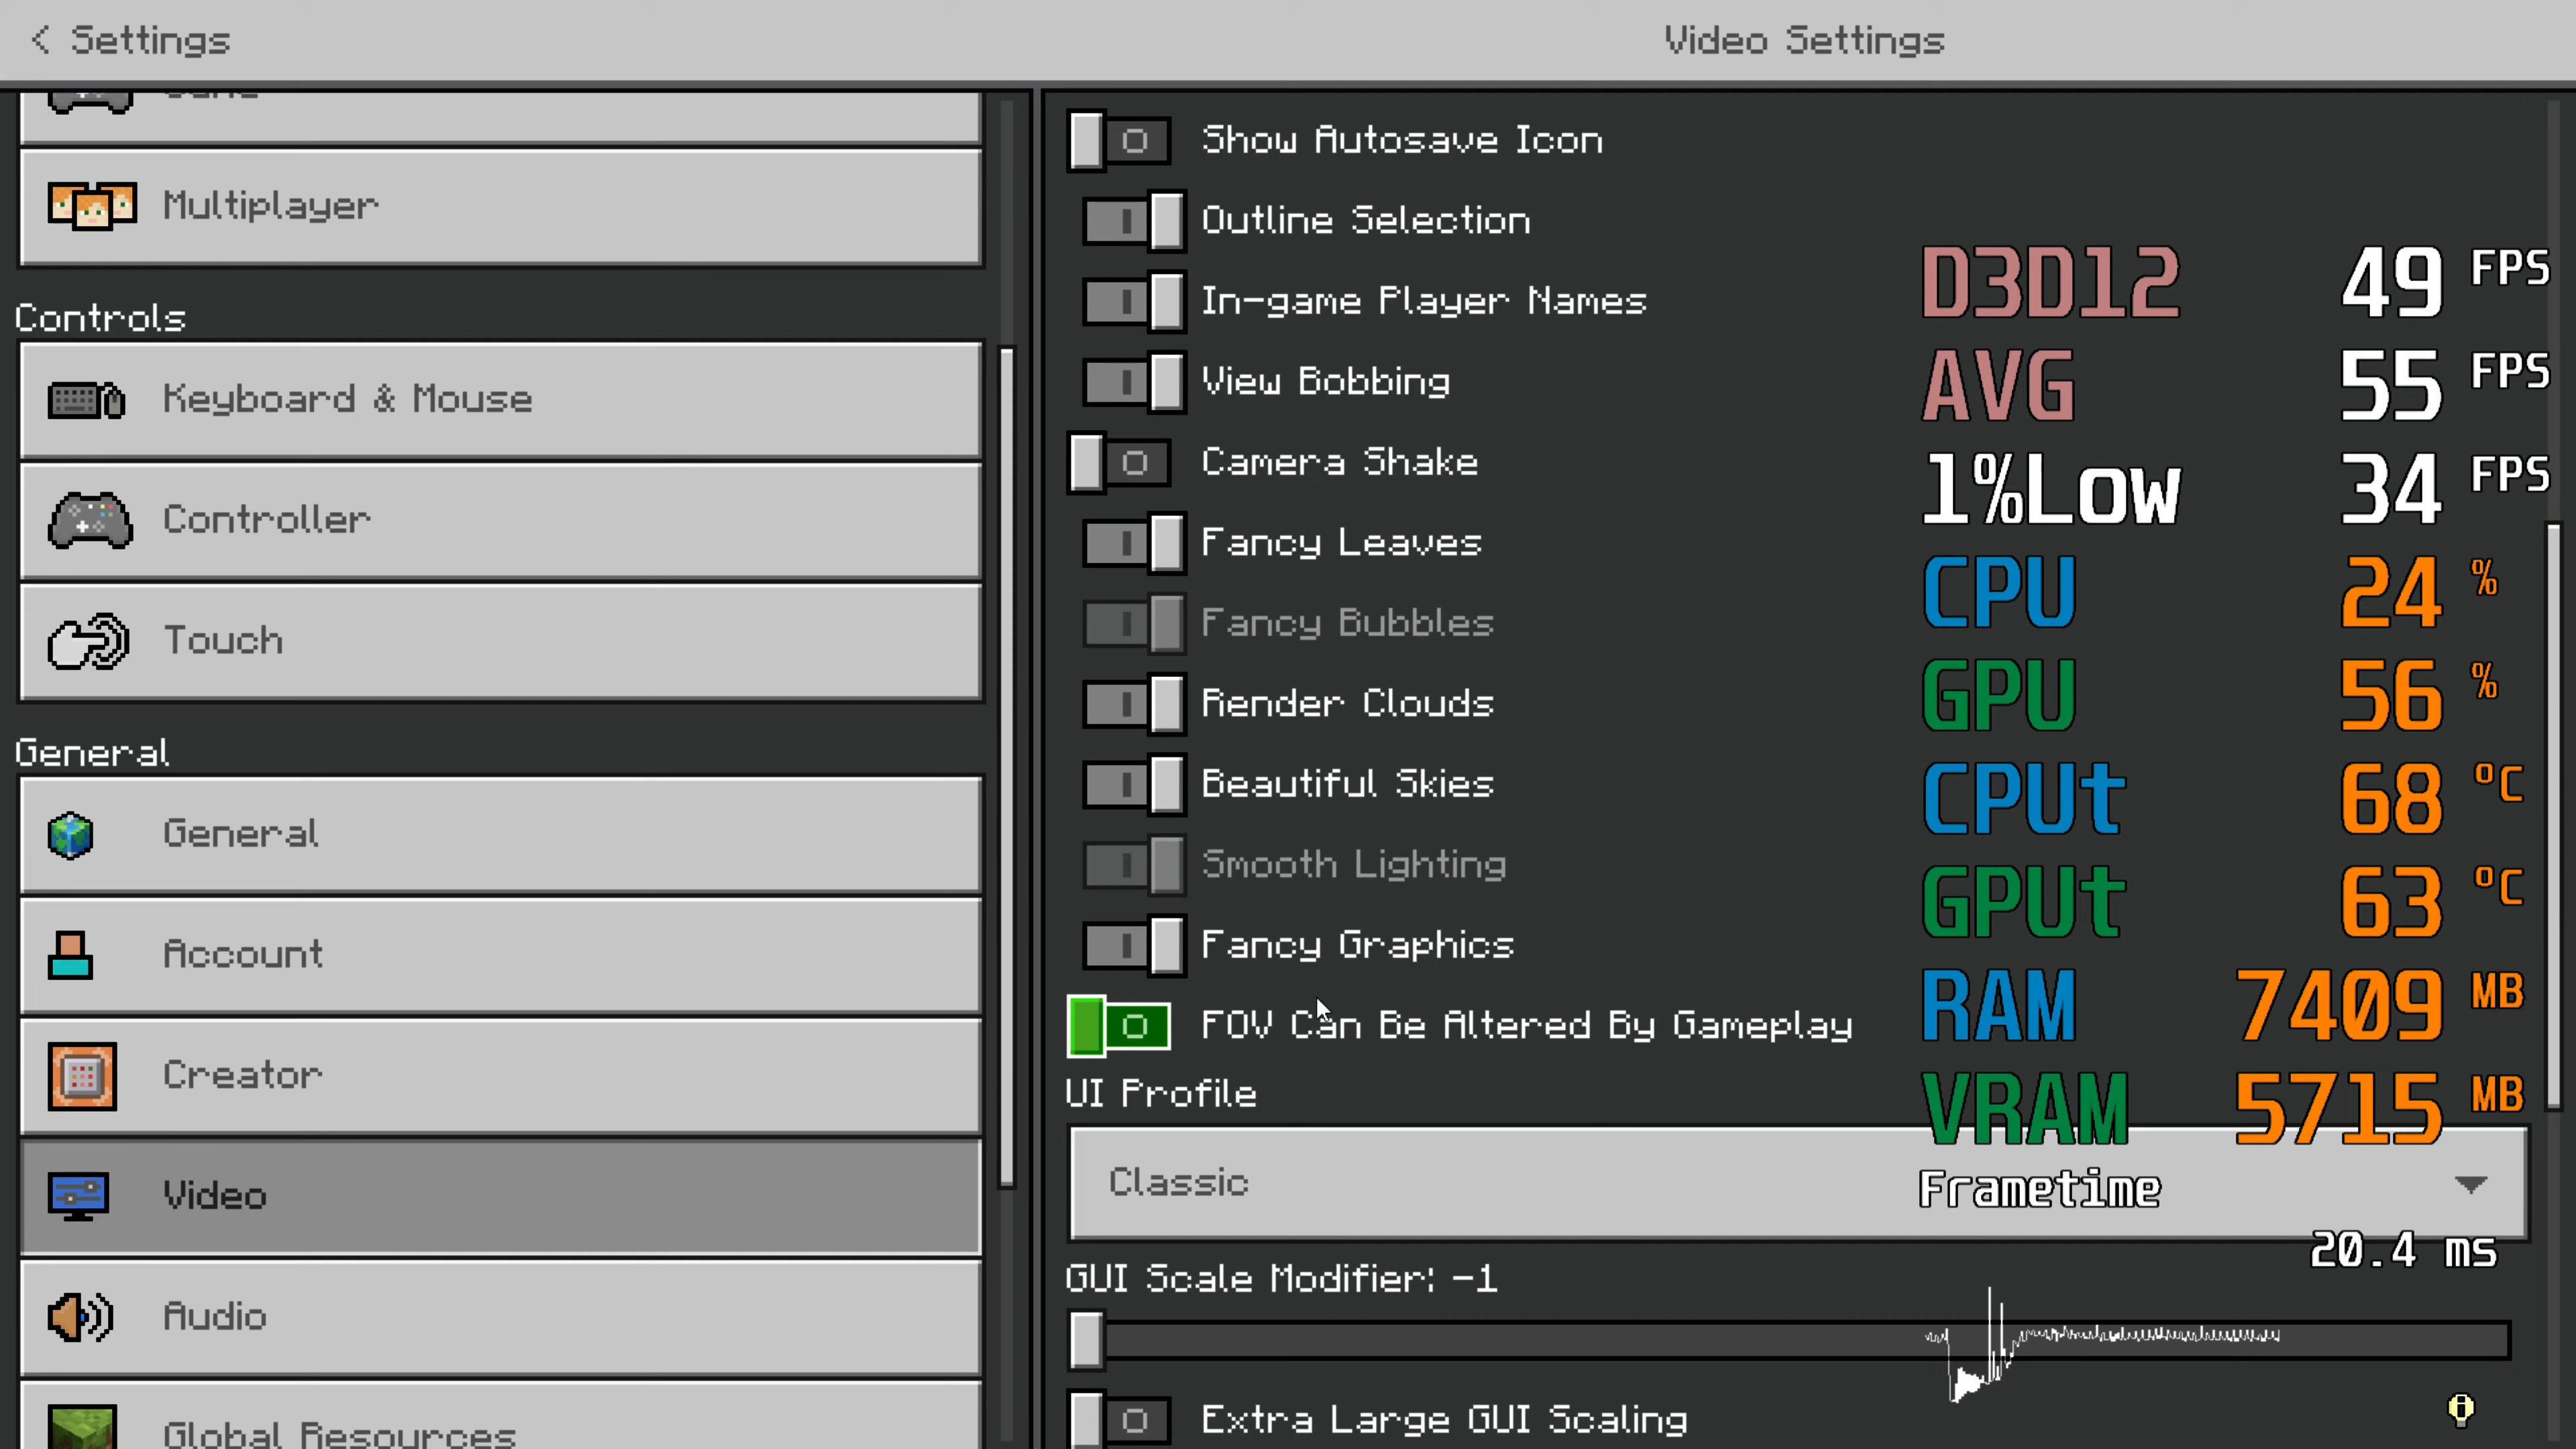 Settings
Video Settings
Multiplayer
Controls
Keyboard & Mouse
Controller
Touch
General
General
Account
Creator
Video
Audio
Global Resources
Show Autosave Icon
Outline Selection
In-game Player Names
View Bobbing
Camera Shake
Fancy Leaves
Fancy Bubbles
Render Clouds
Beautiful Skies
Smooth Lighting
Fancy Graphics
FOV Can Be Altered By Gameplay
UI Profile
Classic
GUI Scale Modifier: -1
Extra Large GUI Scaling
D3D12 49 FPS
AVG 55 FPS
1%Low 34 FPS
CPU 24 %
GPU 56 %
CPUt 68 °C
GPUt 63 °C
RAM 7409 MB
VRAM 5715 MB
Frametime
20.4 ms